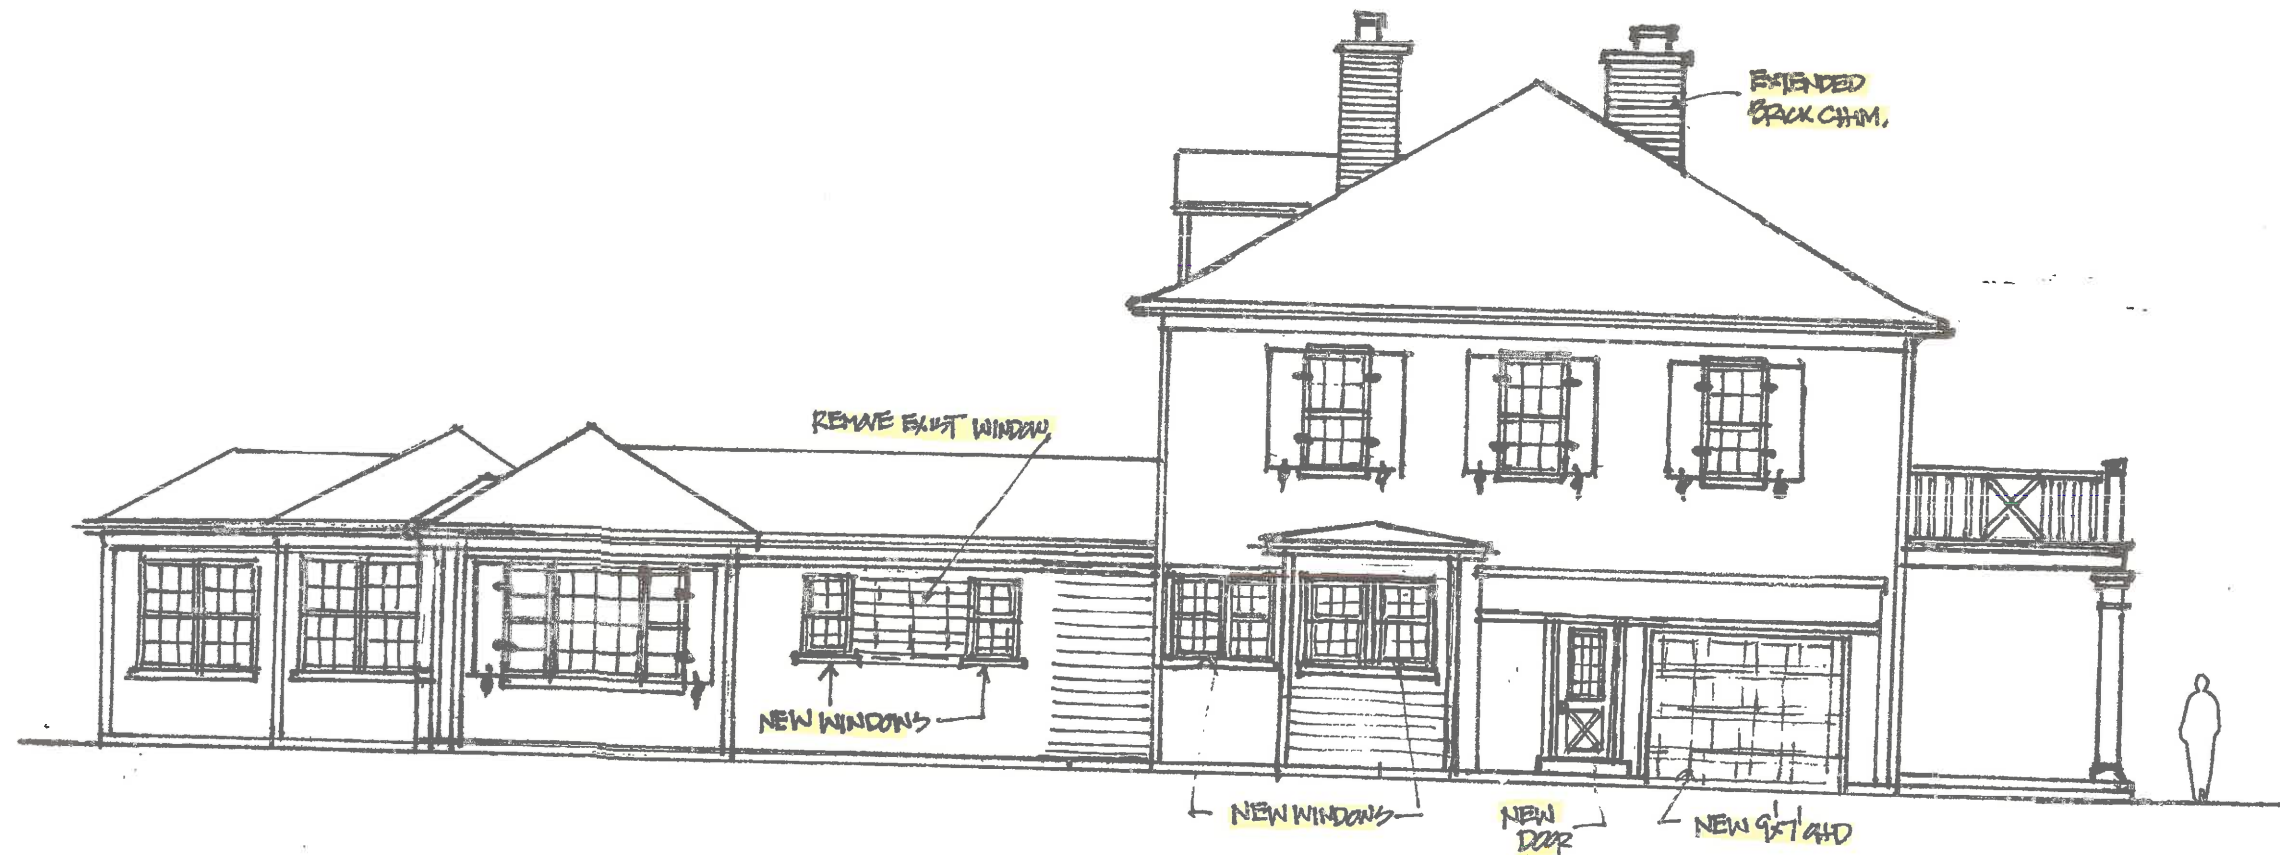 EXTENDED
BRICK CHIM.
REMOVE EXIST WINDOW
NEW WINDOWS
NEW WINDOWS
NEW
DOOR
NEW 9'x7' OHD